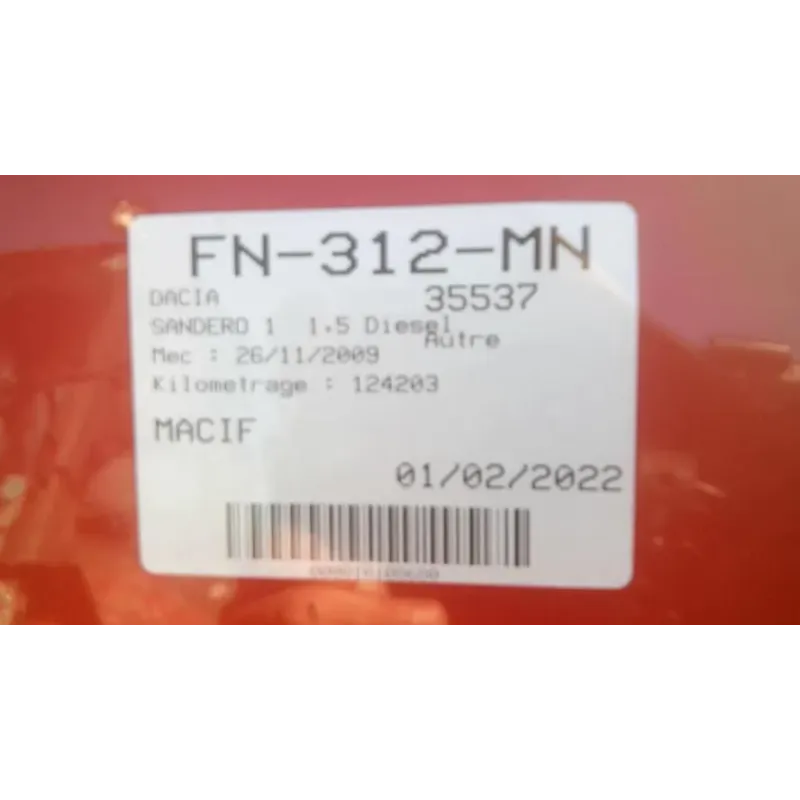 FN-312-MN
DACIA 35537
SANDERO 1 1.5 Diesel
Autre
Mec : 26/11/2009
Kilometrage : 124203
MACIF
01/02/2022